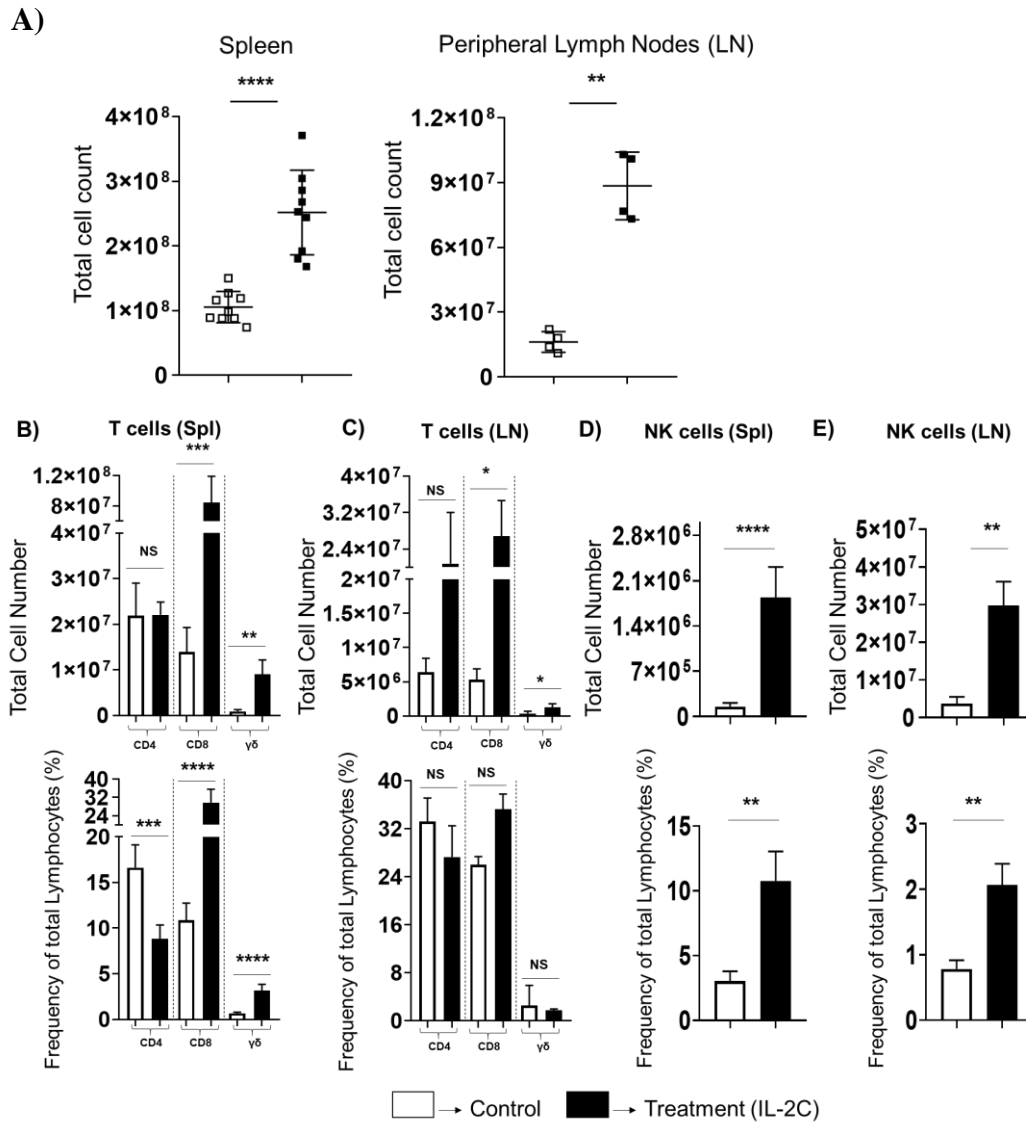 A)
Spleen
****
Total cell count
4×10⁸
3×10⁸
2×10⁸
1×10⁸
0
Peripheral Lymph Nodes (LN)
**
Total cell count
1.2×10⁸
9×10⁷
6×10⁷
3×10⁷
0
B)
T cells (Spl)
***
NS
**
Total Cell Number
1.2×10⁸
8×10⁷
4×10⁷
4×10⁷
3×10⁷
2×10⁷
1×10⁷
0
CD4 CD8 γδ
****
***
****
Frequency of total Lymphocytes (%)
40
32
24
20
15
10
5
0
CD4 CD8 γδ
C)
T cells (LN)
NS
*
*
Total Cell Number
4×10⁷
3.2×10⁷
2.4×10⁷
2×10⁷
1×10⁷
5×10⁶
0
CD4 CD8 γδ
NS NS
NS
Frequency of total Lymphocytes (%)
40
36
32
24
16
8
0
CD4 CD8 γδ
D)
NK cells (Spl)
****
Total Cell Number
2.8×10⁶
2.1×10⁶
1.4×10⁶
7×10⁵
0
**
Frequency of total Lymphocytes (%)
15
10
5
0
E)
NK cells (LN)
**
Total Cell Number
5×10⁷
4×10⁷
3×10⁷
2×10⁷
1×10⁷
0
**
Frequency of total Lymphocytes (%)
3
2
1
0
→ Control → Treatment (IL-2C)